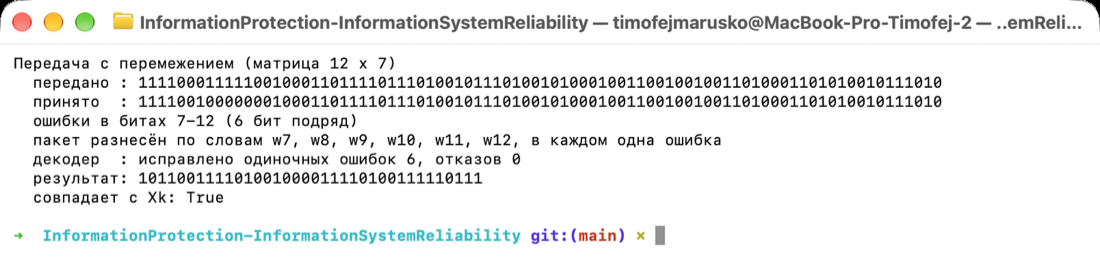 InformationProtection-InformationSystemReliability — timofejmarusko@MacBook-Pro-Timofej-2 — ..emReli...
Передача с перемежением (матрица 12 x 7)
передано : 111100011111001000110111101110100101110100101000100110010010011010001101010010111010
принято  : 111100100000001000110111101110100101110100101000100110010010011010001101010010111010
ошибки в битах 7-12 (6 бит подряд)
пакет разнесён по словам w7, w8, w9, w10, w11, w12, в каждом одна ошибка
декодер  : исправлено одиночных ошибок 6, отказов 0
результат: 101100111101001000011110100111110111
совпадает с Xk: True
➜ InformationProtection-InformationSystemReliability git:(main) ✗